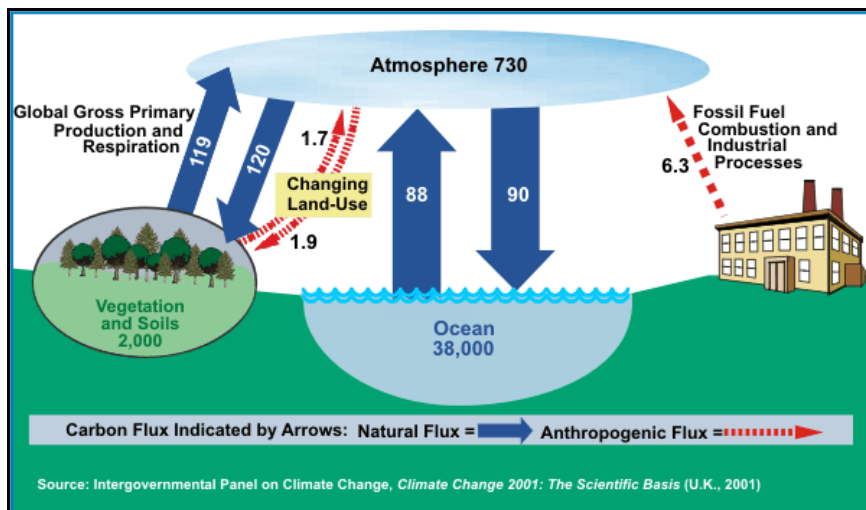 Atmosphere 730
Global Gross Primary
Production and
Respiration
119
120
1.7
Changing
Land-Use
1.9
88
90
Fossil Fuel
Combustion and
Industrial
Processes
6.3
Vegetation
and Soils
2,000
Ocean
38,000
Carbon Flux Indicated by Arrows: Natural Flux = Anthropogenic Flux =
Source: Intergovernmental Panel on Climate Change, Climate Change 2001: The Scientific Basis (U.K., 2001)